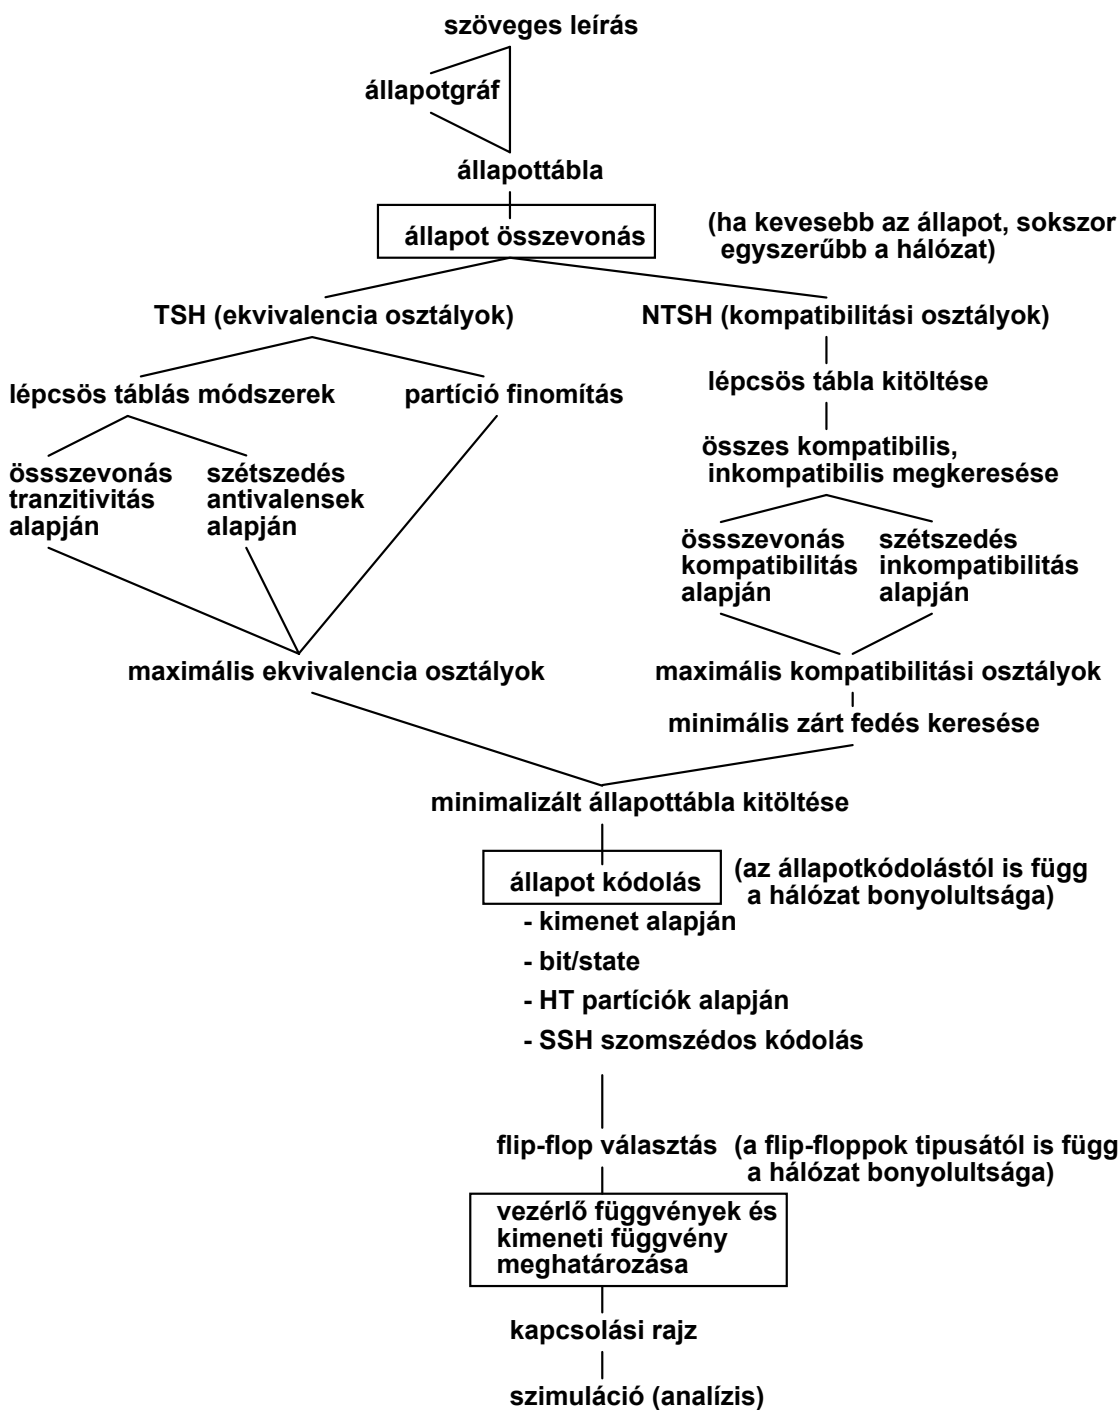 szöveges leírás
állapotgráf
állapottábla
állapot összevonás
(ha kevesebb az állapot, sokszor
egyszerűbb a hálózat)
TSH (ekvivalencia osztályok)
NTSH (kompatibilitási osztályok)
lépcsös táblás módszerek
partíció finomítás
lépcsös tábla kitöltése
össszevonás
tranzitivitás
alapján
szétszedés
antivalensek
alapján
összes kompatibilis,
inkompatibilis megkeresése
össszevonás
kompatibilitás
alapján
szétszedés
inkompatibilitás
alapján
maximális ekvivalencia osztályok
maximális kompatibilitási osztályok
minimális zárt fedés keresése
minimalizált állapottábla kitöltése
állapot kódolás
(az állapotkódolástól is függ
a hálózat bonyolultsága)
- kimenet alapján
- bit/state
- HT partíciók alapján
- SSH szomszédos kódolás
flip-flop választás
(a flip-floppok tipusától is függ
a hálózat bonyolultsága)
vezérlő függvények és
kimeneti függvény
meghatározása
kapcsolási rajz
szimuláció (analízis)